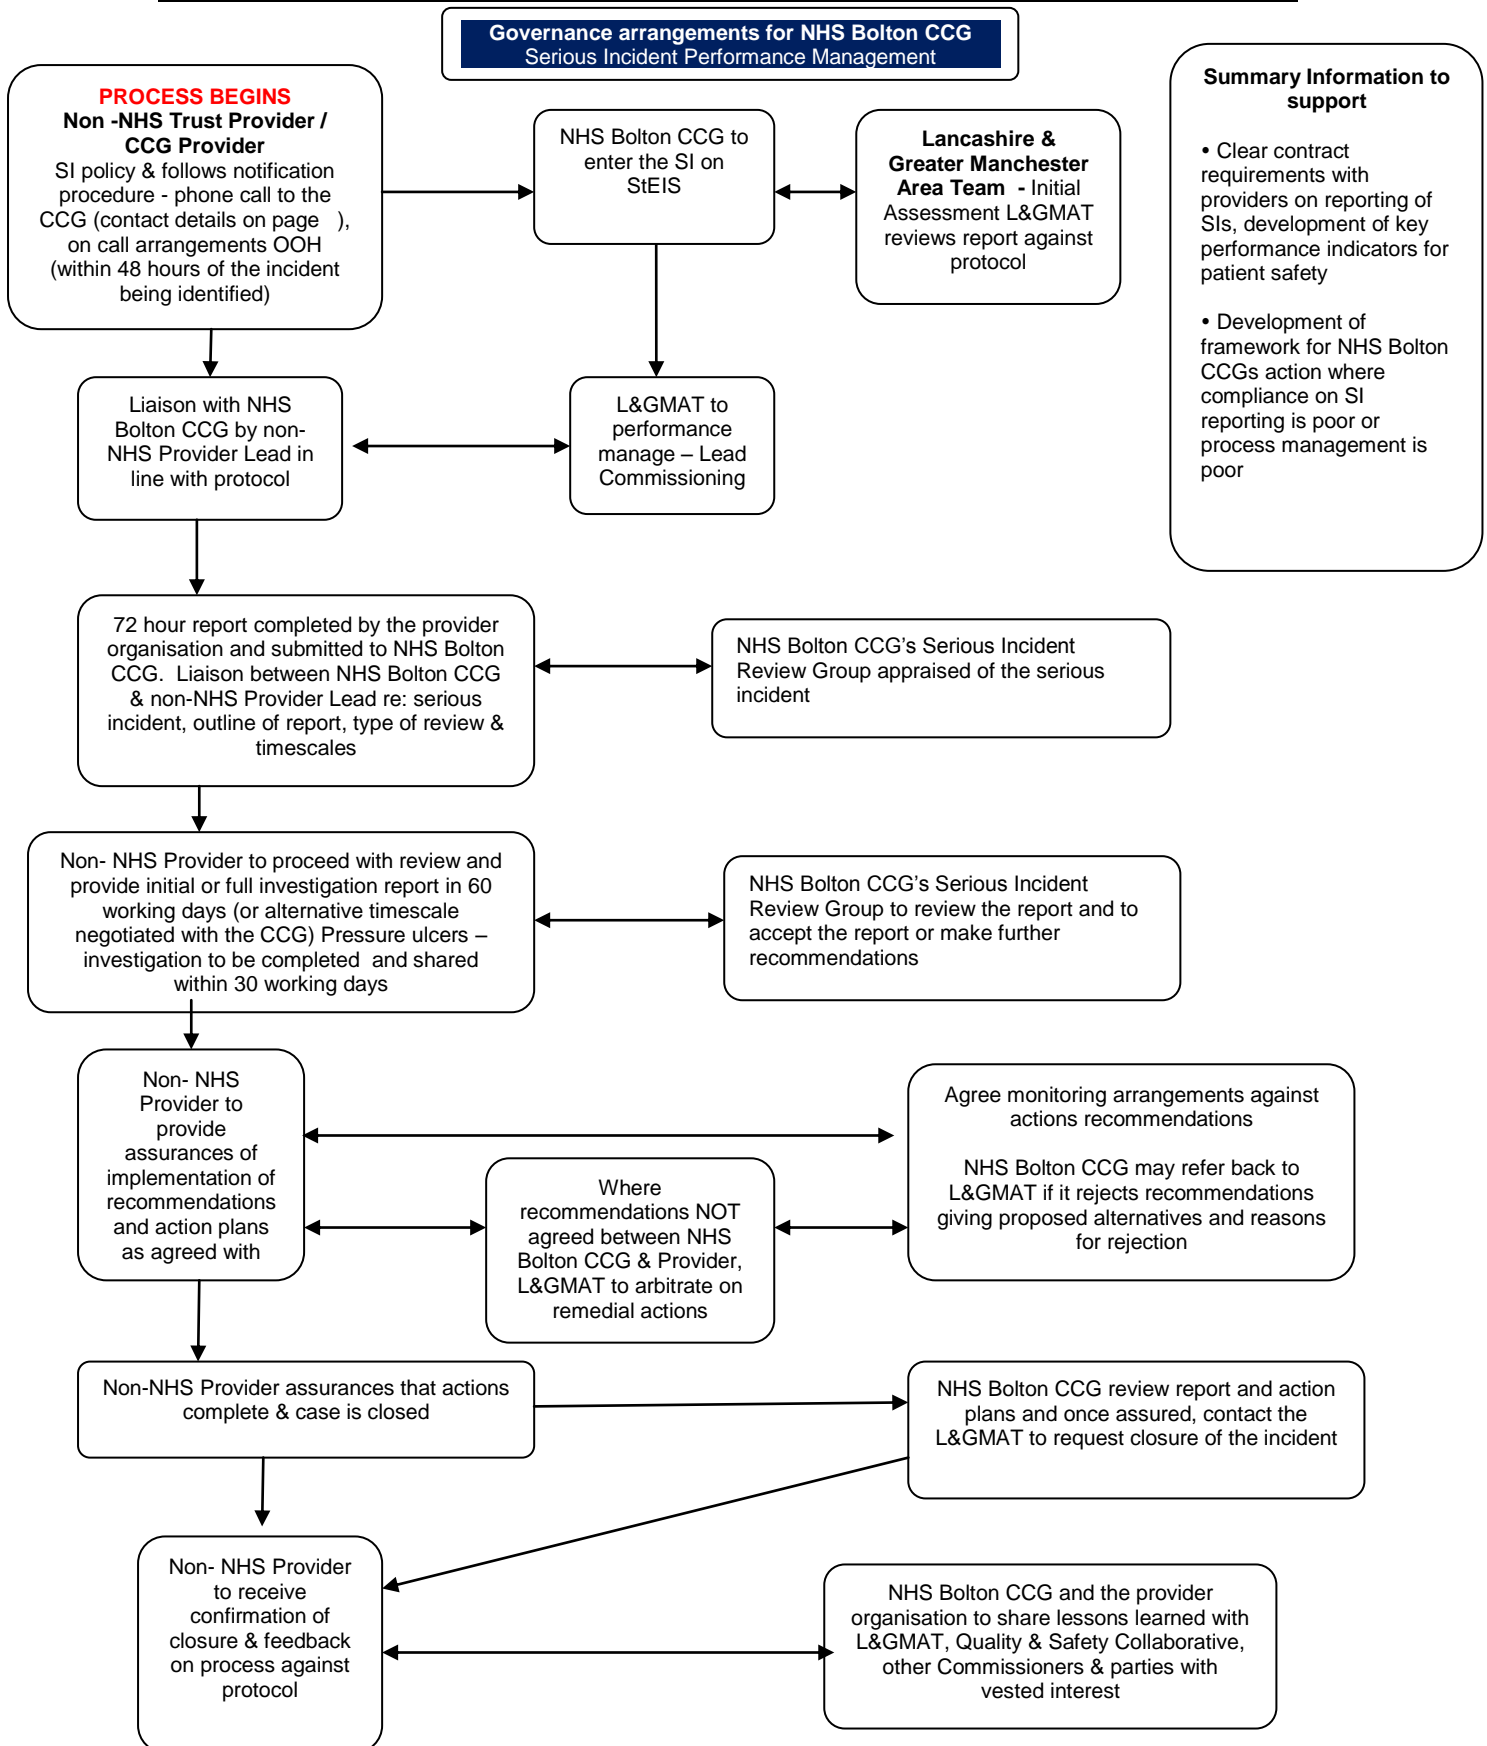 Governance arrangements for NHS Bolton CCG
Serious Incident Performance Management
PROCESS BEGINS
Non -NHS Trust Provider /
CCG Provider
SI policy & follows notification
procedure - phone call to the
CCG (contact details on page   ),
on call arrangements OOH
(within 48 hours of the incident
being identified)
NHS Bolton CCG to
enter the SI on
StEIS
Lancashire &
Greater Manchester
Area Team  - Initial
Assessment L&GMAT
reviews report against
protocol
Summary Information to
support
• Clear contract
requirements with
providers on reporting of
SIs, development of key
performance indicators for
patient safety
• Development of
framework for NHS Bolton
CCGs action where
compliance on SI
reporting is poor or
process management is
poor
Liaison with NHS
Bolton CCG by non-
NHS Provider Lead in
line with protocol
L&GMAT to
performance
manage – Lead
Commissioning
72 hour report completed by the provider
organisation and submitted to NHS Bolton
CCG.  Liaison between NHS Bolton CCG
& non-NHS Provider Lead re: serious
incident, outline of report, type of review &
timescales
NHS Bolton CCG's Serious Incident
Review Group appraised of the serious
incident
Non- NHS Provider to proceed with review and
provide initial or full investigation report in 60
working days (or alternative timescale
negotiated with the CCG) Pressure ulcers –
investigation to be completed  and shared
within 30 working days
NHS Bolton CCG's Serious Incident
Review Group to review the report and to
accept the report or make further
recommendations
Non- NHS
Provider to
provide
assurances of
implementation of
recommendations
and action plans
as agreed with
Where
recommendations NOT
agreed between NHS
Bolton CCG & Provider,
L&GMAT to arbitrate on
remedial actions
Agree monitoring arrangements against
actions recommendations
NHS Bolton CCG may refer back to
L&GMAT if it rejects recommendations
giving proposed alternatives and reasons
for rejection
Non-NHS Provider assurances that actions
complete & case is closed
NHS Bolton CCG review report and action
plans and once assured, contact the
L&GMAT to request closure of the incident
Non- NHS Provider
to receive
confirmation of
closure & feedback
on process against
protocol
NHS Bolton CCG and the provider
organisation to share lessons learned with
L&GMAT, Quality & Safety Collaborative,
other Commissioners & parties with
vested interest